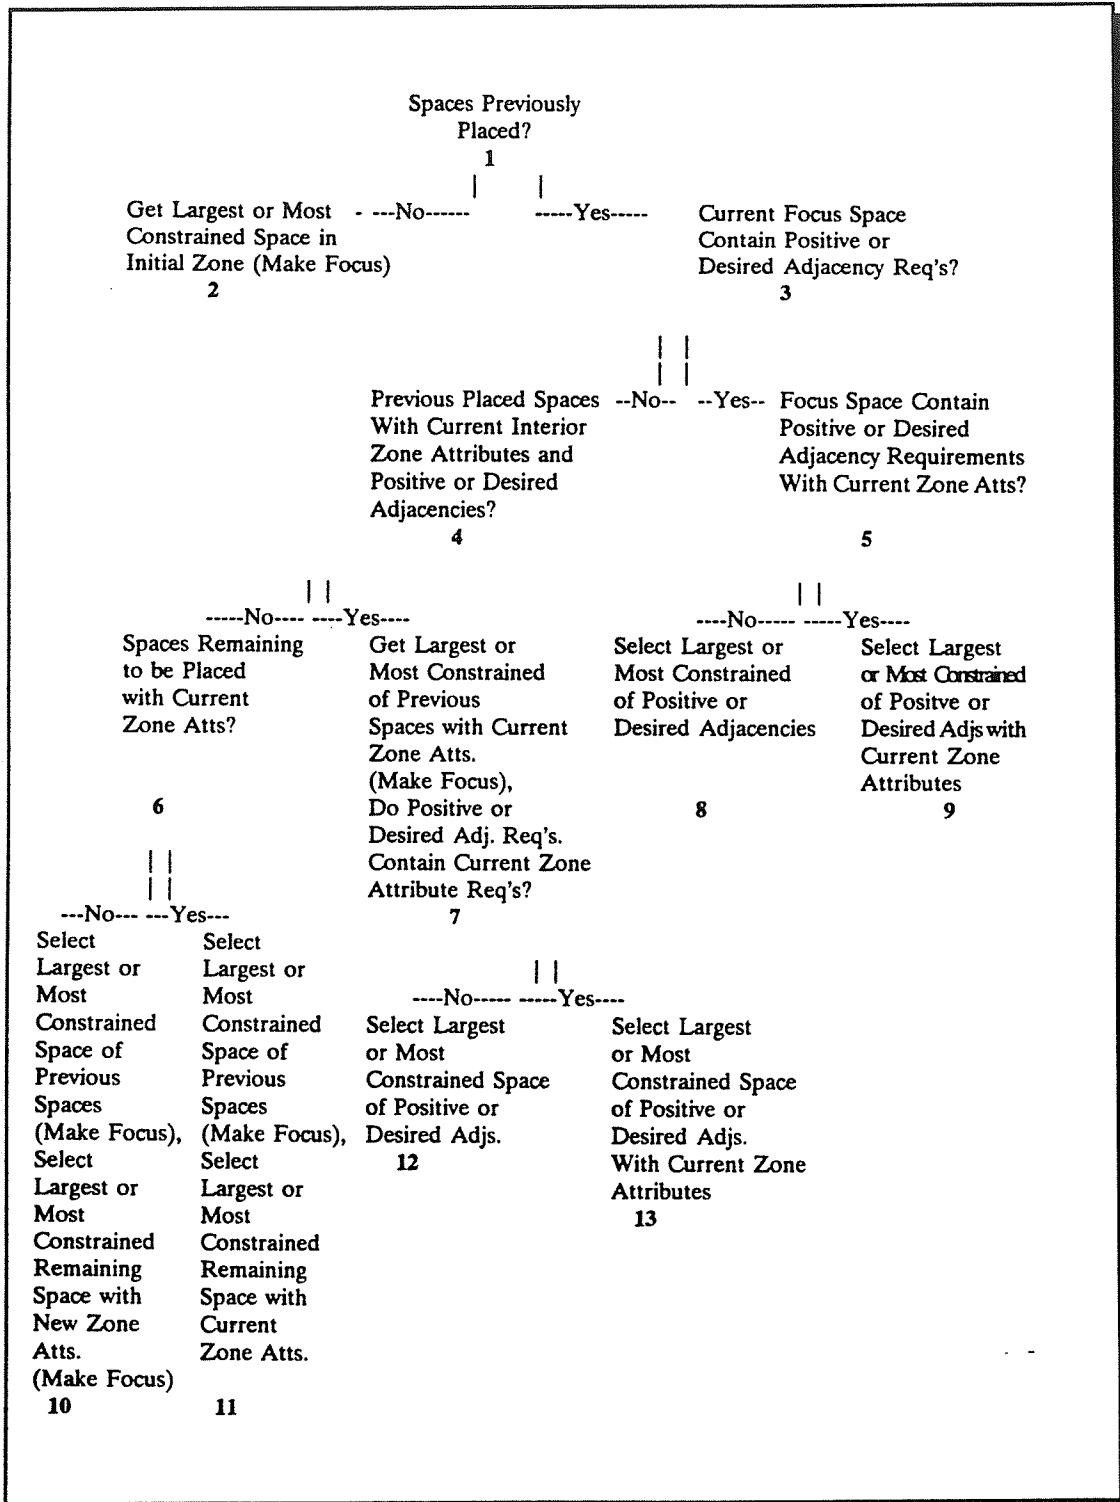 Spaces Previously
Placed?
1
| |
Get Largest or Most - ---No------ -----Yes----- Current Focus Space
Constrained Space in Contain Positive or
Initial Zone (Make Focus) Desired Adjacency Req's?
2 3
| |
| |
Previous Placed Spaces --No-- --Yes-- Focus Space Contain
With Current Interior Positive or Desired
Zone Attributes and Adjacency Requirements
Positive or Desired With Current Zone Atts?
Adjacencies?
4 5
| | | |
-----No---- ----Yes---- ----No----- -----Yes----
Spaces Remaining Get Largest or Select Largest or Select Largest
to be Placed Most Constrained Most Constrained or Most Constrained
with Current of Previous of Positive or of Positve or
Zone Atts? Spaces with Current Desired Adjacencies Desired Adjs with
Zone Atts. Current Zone
(Make Focus), Attributes
6 Do Positive or 8 9
Desired Adj. Req's.
| | Contain Current Zone
| | Attribute Req's?
---No--- ---Yes--- 7
Select Select
Largest or Largest or | |
Most Most ----No----- -----Yes----
Constrained Constrained Select Largest Select Largest
Space of Space of or Most or Most
Previous Previous Constrained Space Constrained Space
Spaces Spaces of Positive or of Positive or
(Make Focus), (Make Focus), Desired Adjs. Desired Adjs.
Select Select 12 With Current Zone
Largest or Largest or Attributes
Most Most 13
Constrained Constrained
Remaining Remaining
Space with Space with
New Zone Current
Atts. Zone Atts.
(Make Focus)
10 11